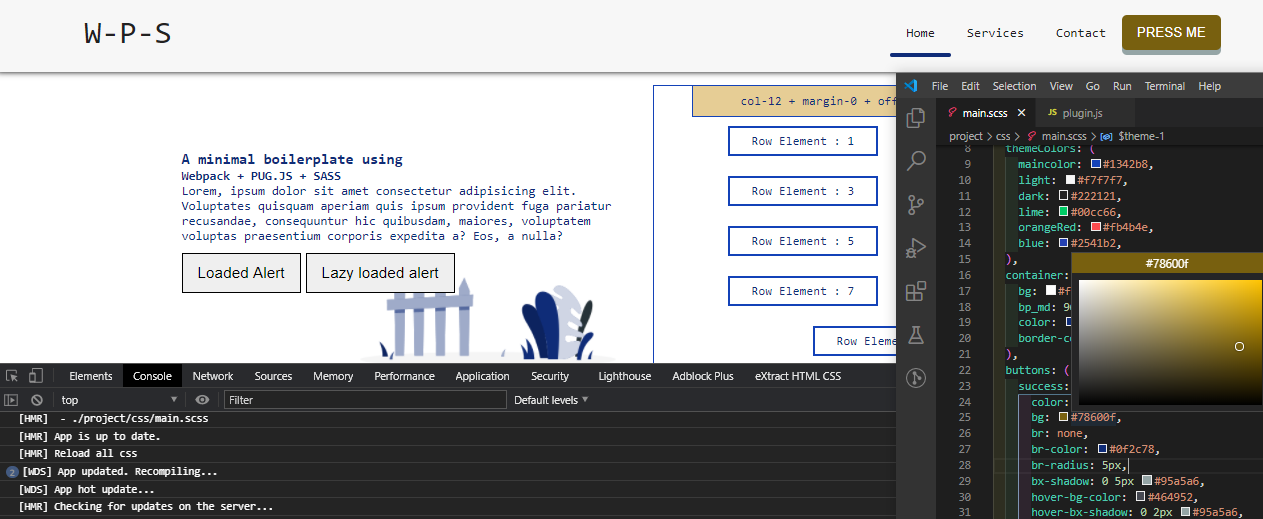 W-P-S
Home Services Contact PRESS ME
A minimal boilerplate using
Webpack + PUG.JS + SASS
Lorem, ipsum dolor sit amet consectetur adipisicing elit.
Voluptates quisquam aperiam quis ipsum provident fuga pariatur
recusandae, consequuntur hic quibusdam, maiores, voluptatem
voluptas praesentium corporis expedita a? Eos, a nulla?
Loaded Alert Lazy loaded alert
col-12 + margin-0 + off
Row Element : 1
Row Element : 3
Row Element : 5
Row Element : 7
Row Eleme
File Edit Selection View Go Run Terminal Help
main.scss JS plugin.js
project > css > main.scss > $theme-1
8 themeColors: (
9 maincolor: #1342b8,
10 light: #f7f7f7,
11 dark: #222121,
12 lime: #00cc66,
13 orangeRed: #fb4b4e,
14 blue: #2541b2,
15 ),
16 container:
17 bg: #f
18 bp_md: 9
19 color:
20 border-c
21 ),
22 buttons: (
23 success:
24 color:
25 bg: #78600f,
26 br: none,
27 br-color: #0f2c78,
28 br-radius: 5px,
29 bx-shadow: 0 5px #95a5a6,
30 hover-bg-color: #464952,
31 hover-bx-shadow: 0 2px #95a5a6,
#78600f
Elements Console Network Sources Memory Performance Application Security Lighthouse Adblock Plus eXtract HTML CSS
top Filter Default levels
[HMR]  - ./project/css/main.scss
[HMR] App is up to date.
[HMR] Reload all css
2 [WDS] App updated. Recompiling...
[WDS] App hot update...
[HMR] Checking for updates on the server...